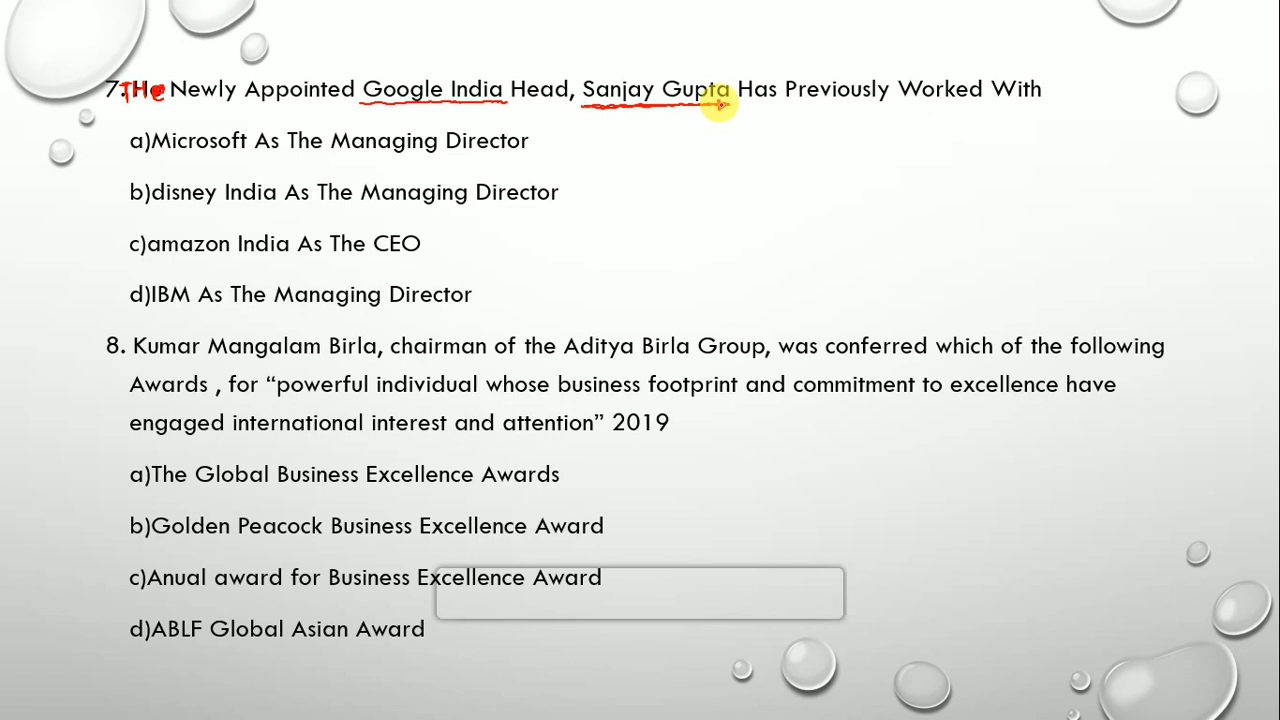 7. The Newly Appointed Google India Head, Sanjay Gupta Has Previously Worked With
a)Microsoft As The Managing Director
b)disney India As The Managing Director
c)amazon India As The CEO
d)IBM As The Managing Director
8. Kumar Mangalam Birla, chairman of the Aditya Birla Group, was conferred which of the following
Awards , for “powerful individual whose business footprint and commitment to excellence have
engaged international interest and attention” 2019
a)The Global Business Excellence Awards
b)Golden Peacock Business Excellence Award
c)Anual award for Business Excellence Award
d)ABLF Global Asian Award